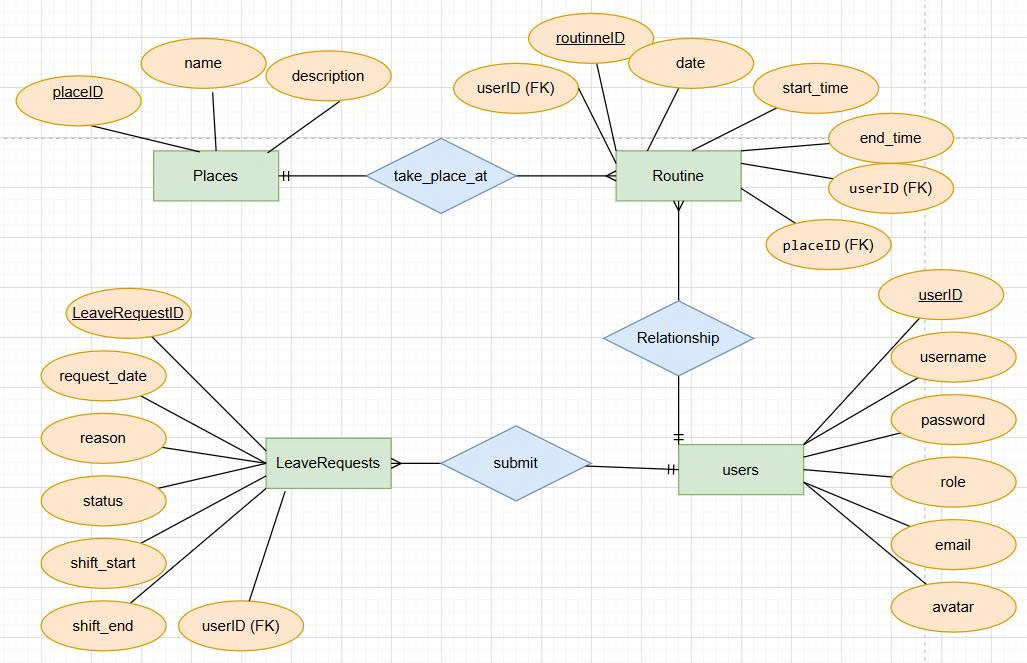 routinneID
name
date
description
userID (FK)
start_time
placeID
end_time
Places
take_place_at
Routine
userID (FK)
placeID (FK)
userID
LeaveRequestID
Relationship
username
request_date
password
reason
LeaveRequests
submit
users
role
status
email
shift_start
avatar
shift_end
userID (FK)